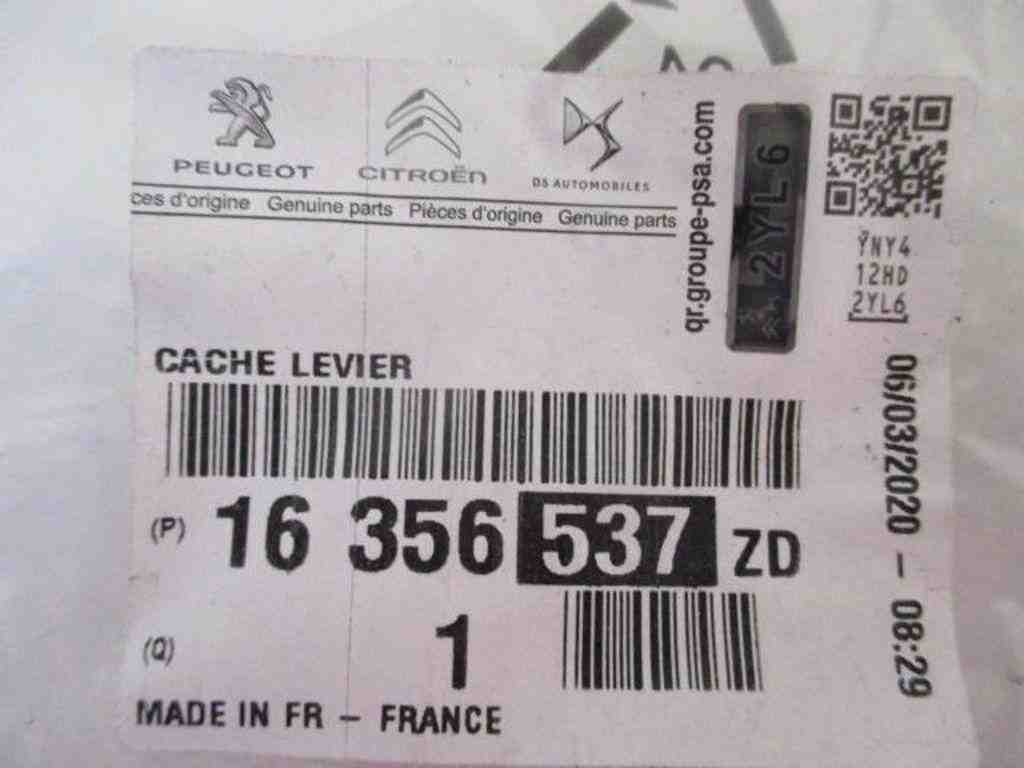 PEUGEOT
CITROËN
DS AUTOMOBILES
ces d'origine Genuine parts Pièces d'origine Genuine parts
qr.groupe-psa.com
2YL6
YNY4
12HD
2YL6
CACHE LEVIER
(P) 16 356 537 ZD
(Q) 1
MADE IN FR - FRANCE
06/03/2020 - 08:29